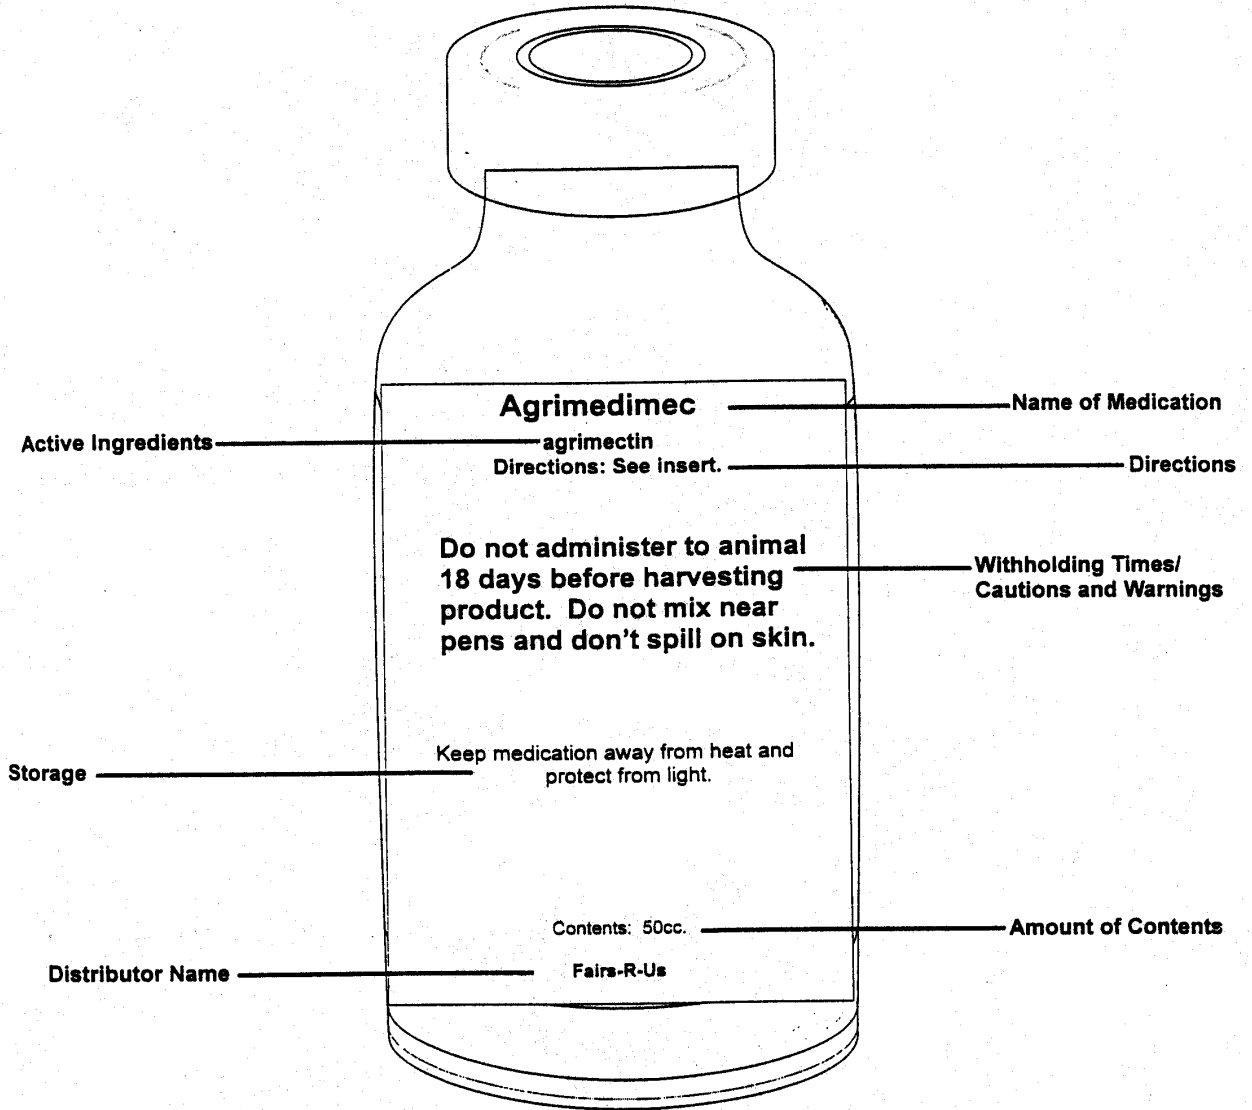 Agrimedimec
Name of Medication
Active Ingredients
agrimectin
Directions: See insert.
Directions
Do not administer to animal
18 days before harvesting
product.  Do not mix near
pens and don't spill on skin.
Withholding Times/
Cautions and Warnings
Keep medication away from heat and
protect from light.
Storage
Contents:  50cc.
Amount of Contents
Distributor Name
Fairs-R-Us